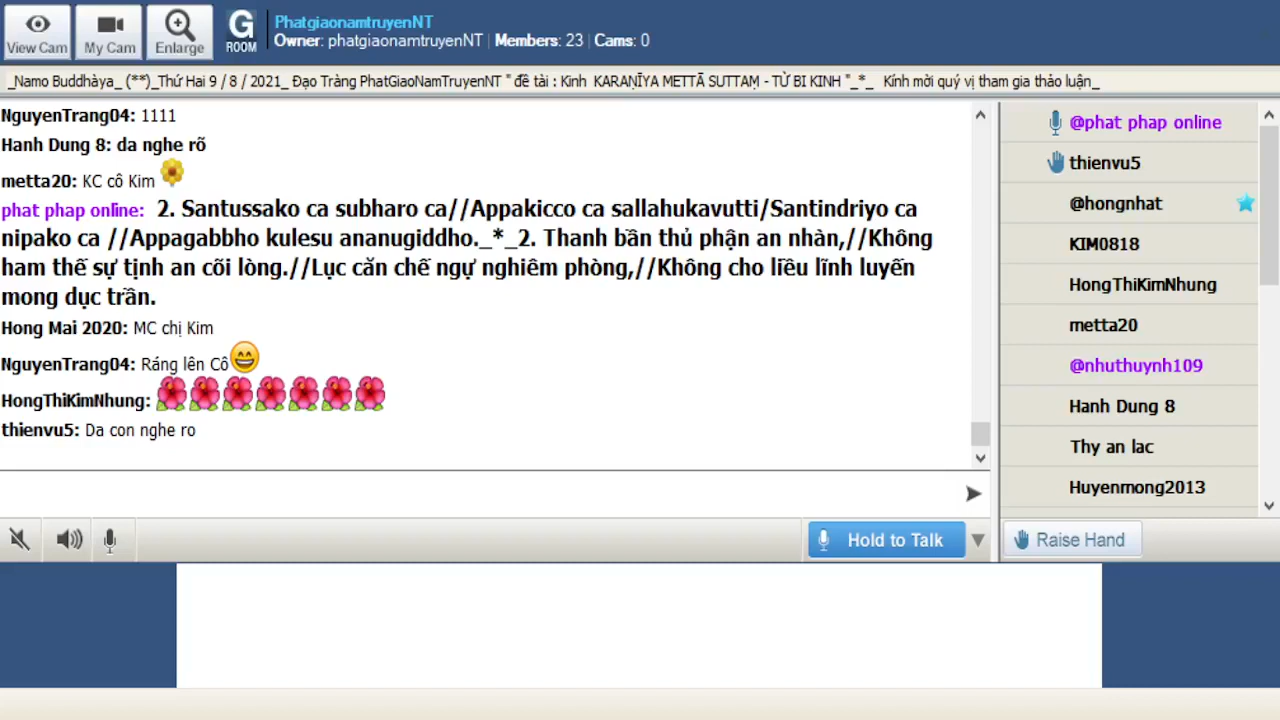 View Cam
My Cam
Enlarge
G
ROOM
PhatgiaonamtruyenNT
Owner: phatgiaonamtruyenNT | Members: 23 | Cams: 0
_Namo Buddhàya_ (**)_Thứ Hai 9 / 8 / 2021_ Đạo Tràng PhatGiaoNamTruyenNT " đề tài : Kinh KARAṆĪYA METTĀ SUTTAṂ - TỪ BI KINH "_*_ Kính mời quý vị tham gia thảo luận_
NguyenTrang04: 1111
Hanh Dung 8: da nghe rõ
metta20: KC cô Kim
phat phap online: 2. Santussako ca subharo ca//Appakicco ca sallahukavutti/Santindriyo ca
nipako ca //Appagabbho kulesu ananugiddho._*_2. Thanh bần thủ phận an nhàn,//Không
ham thế sự tịnh an cõi lòng.//Lục căn chế ngự nghiêm phòng,//Không cho liều lĩnh luyến
mong dục trần.
Hong Mai 2020: MC chị Kim
NguyenTrang04: Ráng lên Cô
HongThiKimNhung:
thienvu5: Da con nghe ro
@phat phap online
thienvu5
@hongnhat
KIM0818
HongThiKimNhung
metta20
@nhuthuynh109
Hanh Dung 8
Thy an lac
Huyenmong2013
Hold to Talk
Raise Hand